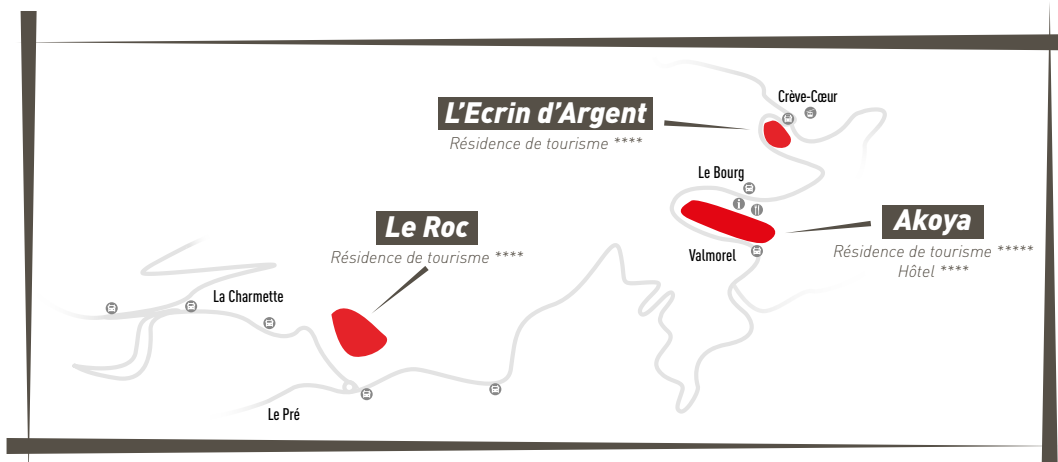 Crève-Cœur
L'Ecrin d'Argent
Résidence de tourisme ****
Le Bourg
Akoya
Résidence de tourisme *****
Hôtel ****
Valmorel
Le Roc
Résidence de tourisme ****
La Charmette
Le Pré